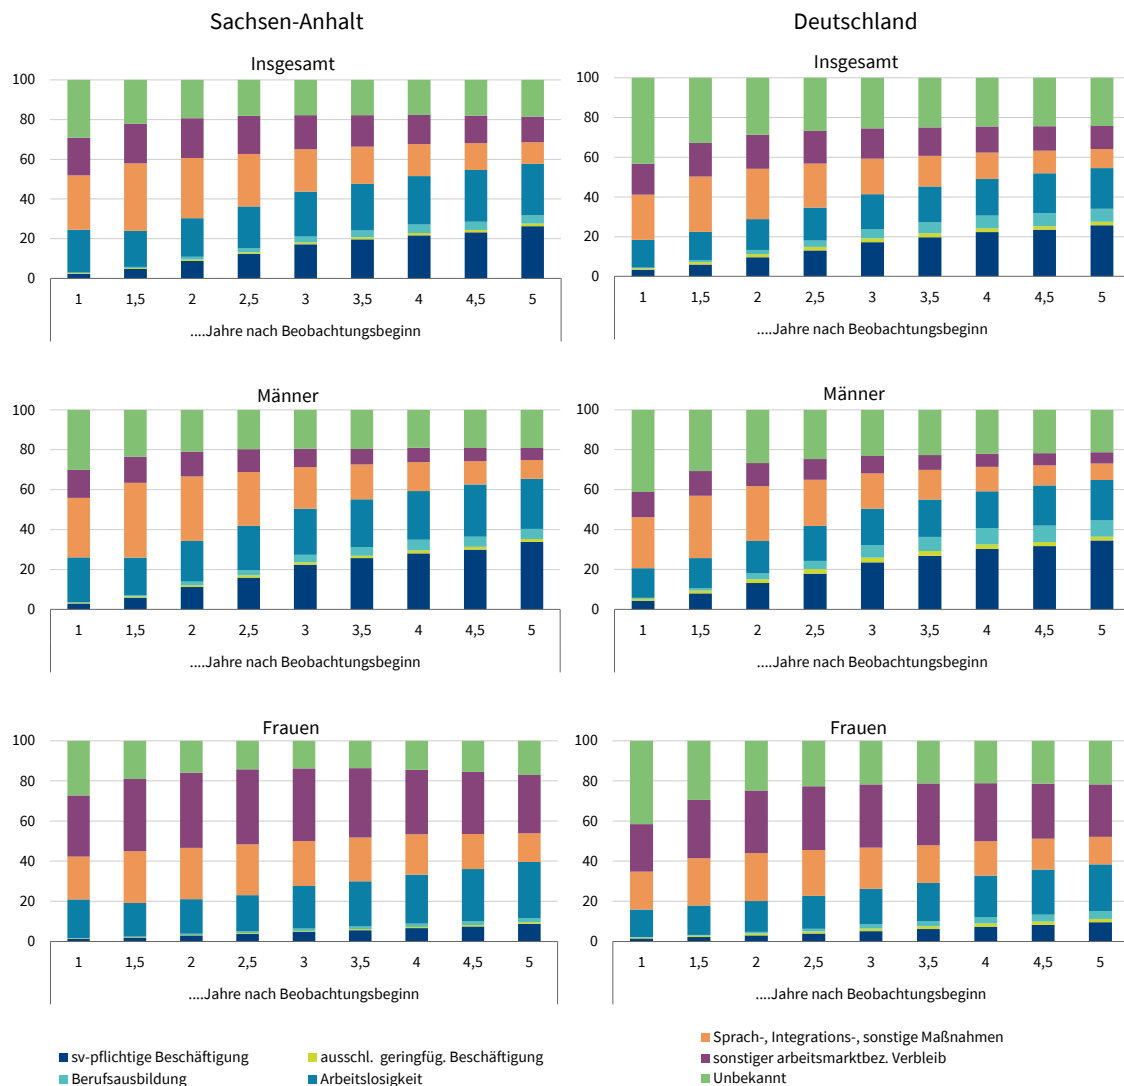 Sachsen-Anhalt
Deutschland
Insgesamt
100
80
60
40
20
0
1 1,5 2 2,5 3 3,5 4 4,5 5
....Jahre nach Beobachtungsbeginn
Insgesamt
100
80
60
40
20
0
1 1,5 2 2,5 3 3,5 4 4,5 5
....Jahre nach Beobachtungsbeginn
Männer
100
80
60
40
20
0
1 1,5 2 2,5 3 3,5 4 4,5 5
....Jahre nach Beobachtungsbeginn
Männer
100
80
60
40
20
0
1 1,5 2 2,5 3 3,5 4 4,5 5
....Jahre nach Beobachtungsbeginn
Frauen
100
80
60
40
20
0
1 1,5 2 2,5 3 3,5 4 4,5 5
....Jahre nach Beobachtungsbeginn
Frauen
100
80
60
40
20
0
1 1,5 2 2,5 3 3,5 4 4,5 5
....Jahre nach Beobachtungsbeginn
sv-pflichtige Beschäftigung
ausschl. geringfüg. Beschäftigung
Berufsausbildung
Arbeitslosigkeit
Sprach-, Integrations-, sonstige Maßnahmen
sonstiger arbeitsmarktbez. Verbleib
Unbekannt